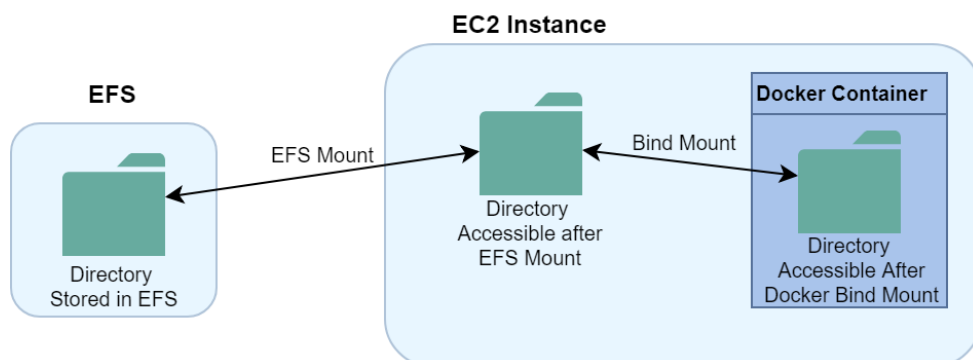 EC2 Instance
EFS
Docker Container
EFS Mount
Bind Mount
Directory
Stored in EFS
Directory
Accessible after
EFS Mount
Directory
Accessible After
Docker Bind Mount